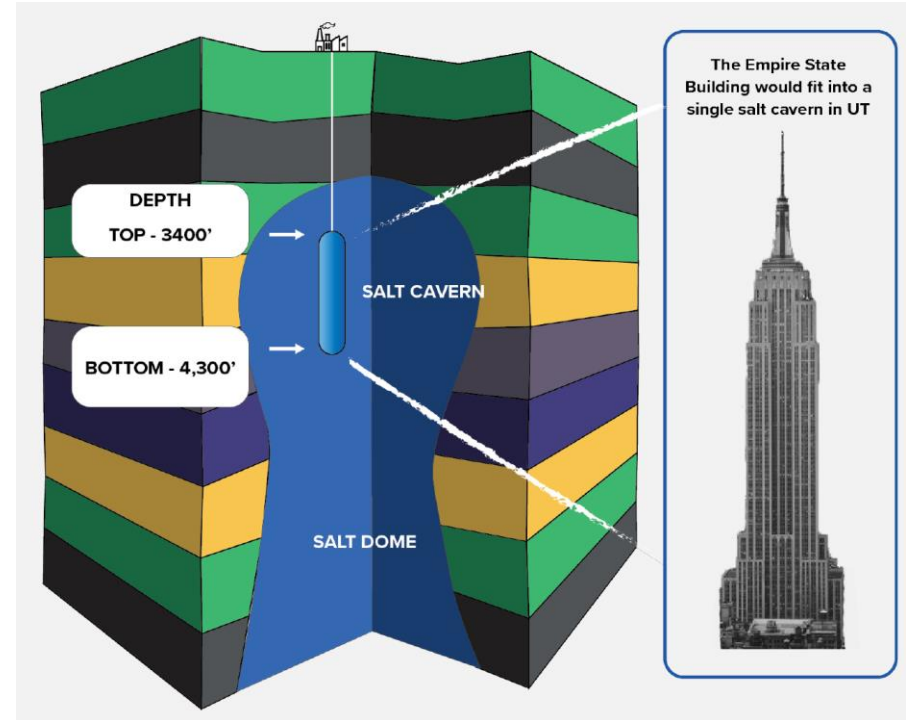 The Empire State
Building would fit into a
single salt cavern in UT
DEPTH
TOP - 3400’
SALT CAVERN
BOTTOM - 4,300’
SALT DOME